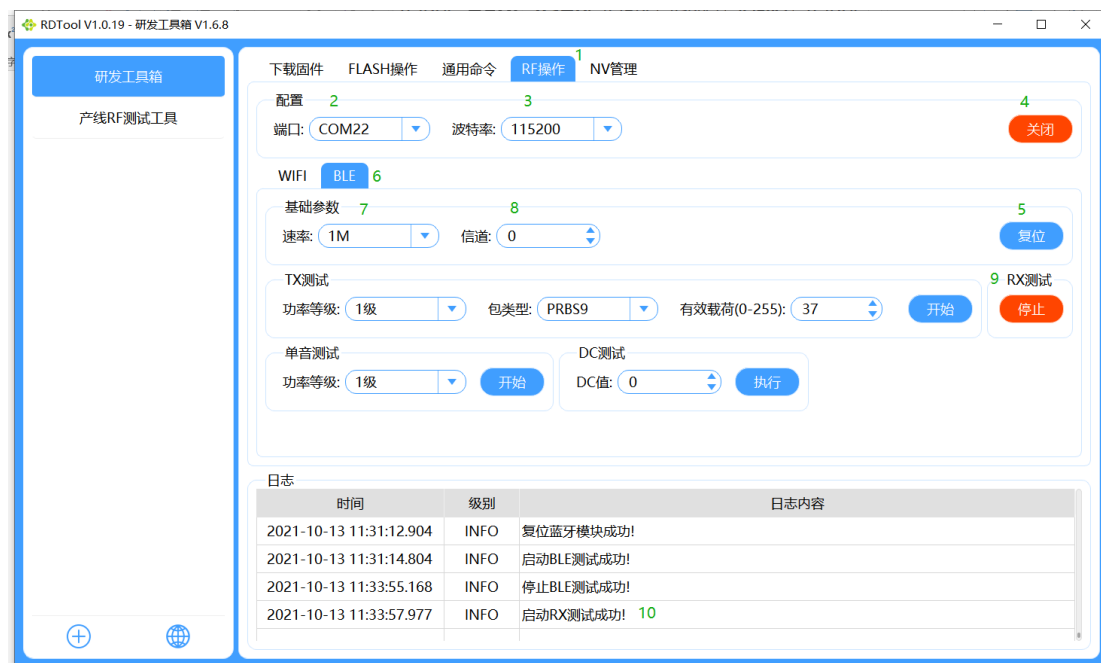 RDTool V1.0.19 - 研发工具箱 V1.6.8
研发工具箱
产线RF测试工具
下载固件 FLASH操作 通用命令 RF操作 1 NV管理
配置 2 3 4
端口: COM22 波特率: 115200 关闭
WIFI BLE 6
基础参数 7 8 5
速率: 1M 信道: 0 复位
TX测试 9 RX测试
功率等级: 1级 包类型: PRBS9 有效载荷(0-255): 37 开始 停止
单音测试 DC测试
功率等级: 1级 开始 DC值: 0 执行
日志
时间 级别 日志内容
2021-10-13 11:31:12.904 INFO 复位蓝牙模块成功!
2021-10-13 11:31:14.804 INFO 启动BLE测试成功!
2021-10-13 11:33:55.168 INFO 停止BLE测试成功!
2021-10-13 11:33:57.977 INFO 启动RX测试成功! 10